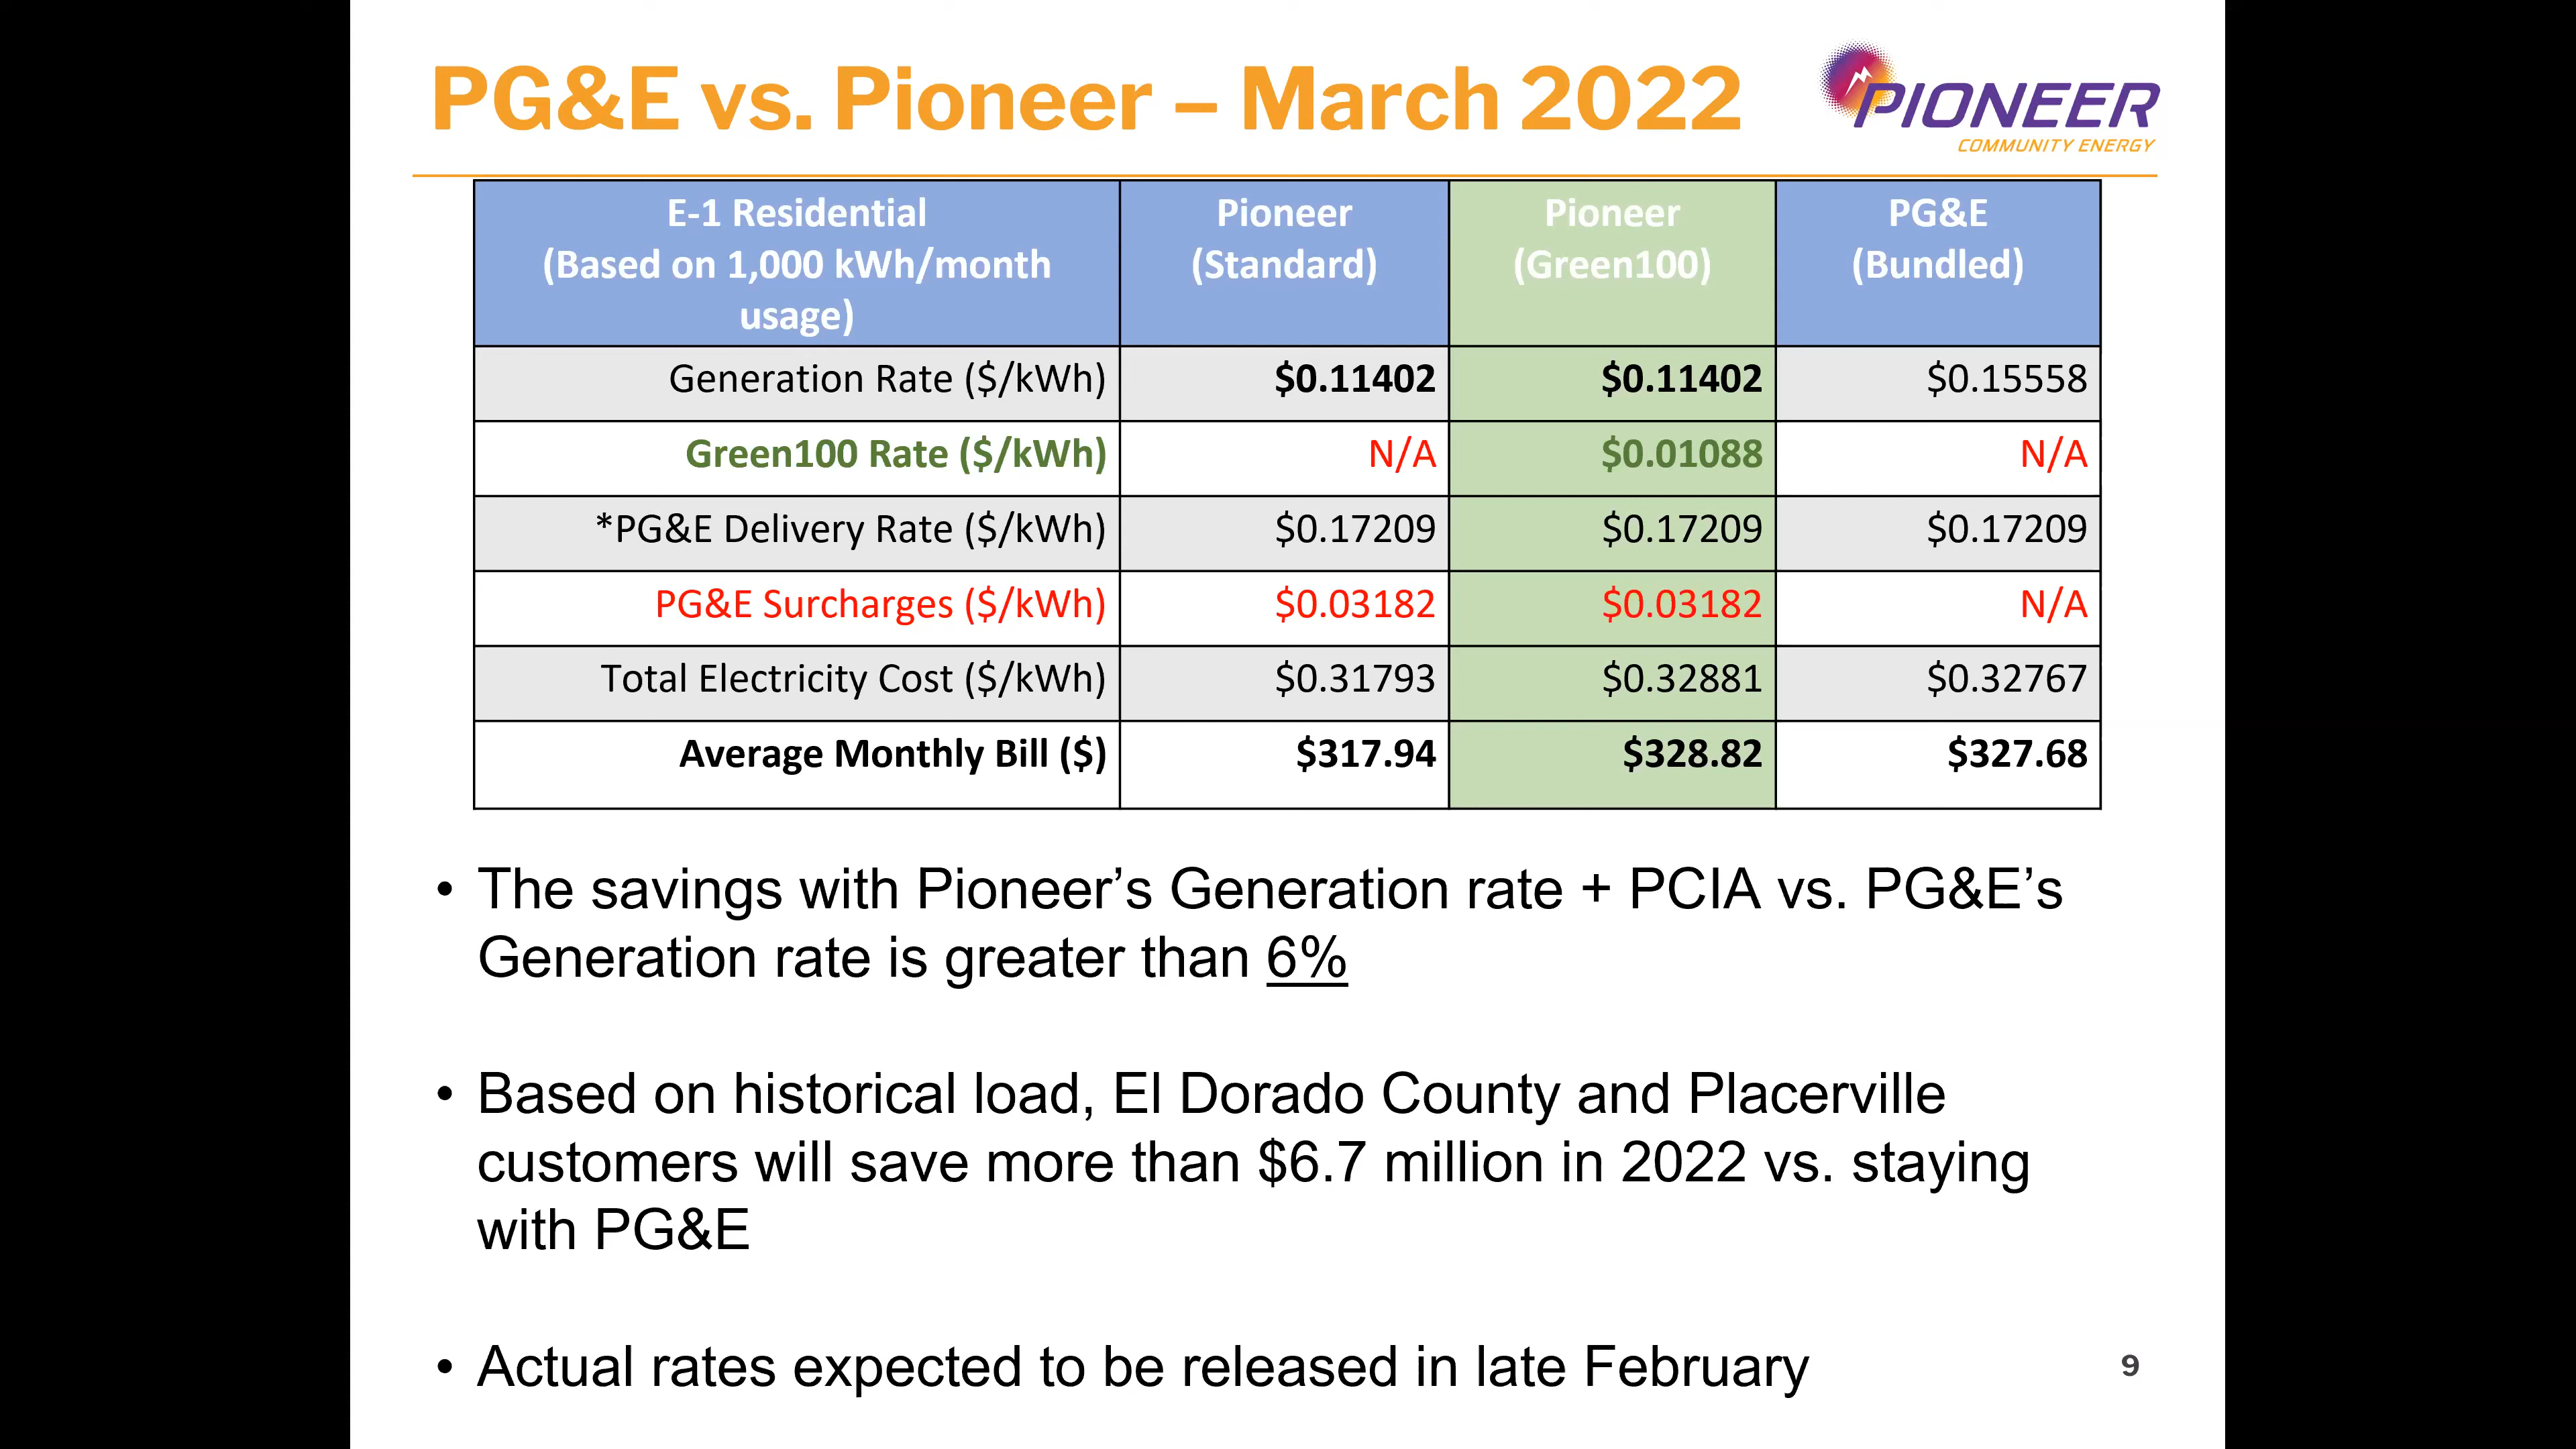 PG&E vs. Pioneer – March 2022
PIONEER
COMMUNITY ENERGY
E-1 Residential
(Based on 1,000 kWh/month
usage)
Pioneer
(Standard)
Pioneer
(Green100)
PG&E
(Bundled)
Generation Rate ($/kWh) $0.11402 $0.11402 $0.15558
Green100 Rate ($/kWh) N/A $0.01088 N/A
*PG&E Delivery Rate ($/kWh) $0.17209 $0.17209 $0.17209
PG&E Surcharges ($/kWh) $0.03182 $0.03182 N/A
Total Electricity Cost ($/kWh) $0.31793 $0.32881 $0.32767
Average Monthly Bill ($) $317.94 $328.82 $327.68
• The savings with Pioneer’s Generation rate + PCIA vs. PG&E’s
Generation rate is greater than 6%
• Based on historical load, El Dorado County and Placerville
customers will save more than $6.7 million in 2022 vs. staying
with PG&E
• Actual rates expected to be released in late February
9